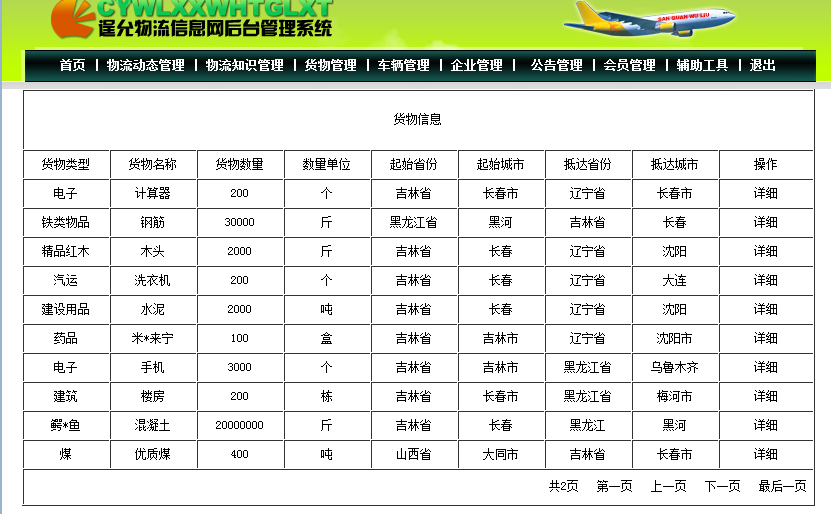 CYWLXXWHTGLXT
逞允物流信息网后台管理系统
SAN QUAN WU LIU
首页 | 物流动态管理 | 物流知识管理 | 货物管理 | 车辆管理 | 企业管理 | 公告管理 | 会员管理 | 辅助工具 | 退出
货物信息
货物类型 货物名称 货物数量 数量单位 起始省份 起始城市 抵达省份 抵达城市 操作
电子 计算器 200 个 吉林省 长春市 辽宁省 长春市 详细
铁类物品 钢筋 30000 斤 黑龙江省 黑河 吉林省 长春 详细
精品红木 木头 2000 斤 吉林省 长春 辽宁省 沈阳 详细
汽运 洗衣机 200 个 吉林省 长春 辽宁省 大连 详细
建设用品 水泥 2000 吨 吉林省 长春 辽宁省 沈阳 详细
药品 米*来宁 100 盒 吉林省 吉林市 辽宁省 沈阳市 详细
电子 手机 3000 个 吉林省 吉林市 黑龙江省 乌鲁木齐 详细
建筑 楼房 200 栋 吉林省 长春市 黑龙江省 梅河市 详细
鳄*鱼 混凝土 20000000 斤 吉林省 长春 黑龙江 黑河 详细
煤 优质煤 400 吨 山西省 大同市 吉林省 长春市 详细
共2页 第一页 上一页 下一页 最后一页